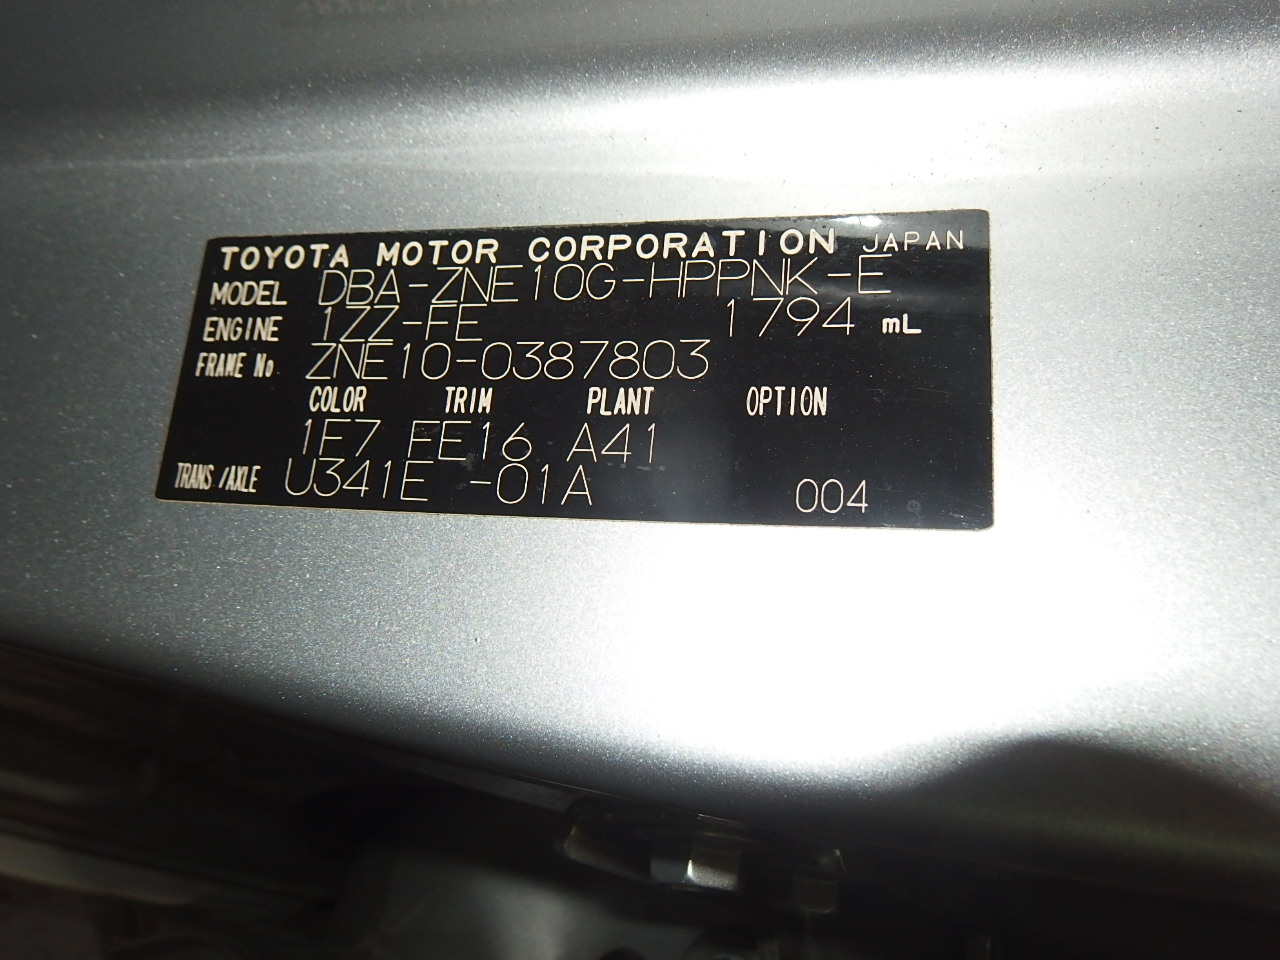 TOYOTA MOTOR CORPORATION JAPAN
MODEL DBA-ZNE10G-HPPNK-E
ENGINE 1ZZ-FE 1794 mL
FRAME No. ZNE10-0387803
COLOR TRIM PLANT OPTION
1F7 FE16 A41
TRANS./AXLE U341E -01A 004